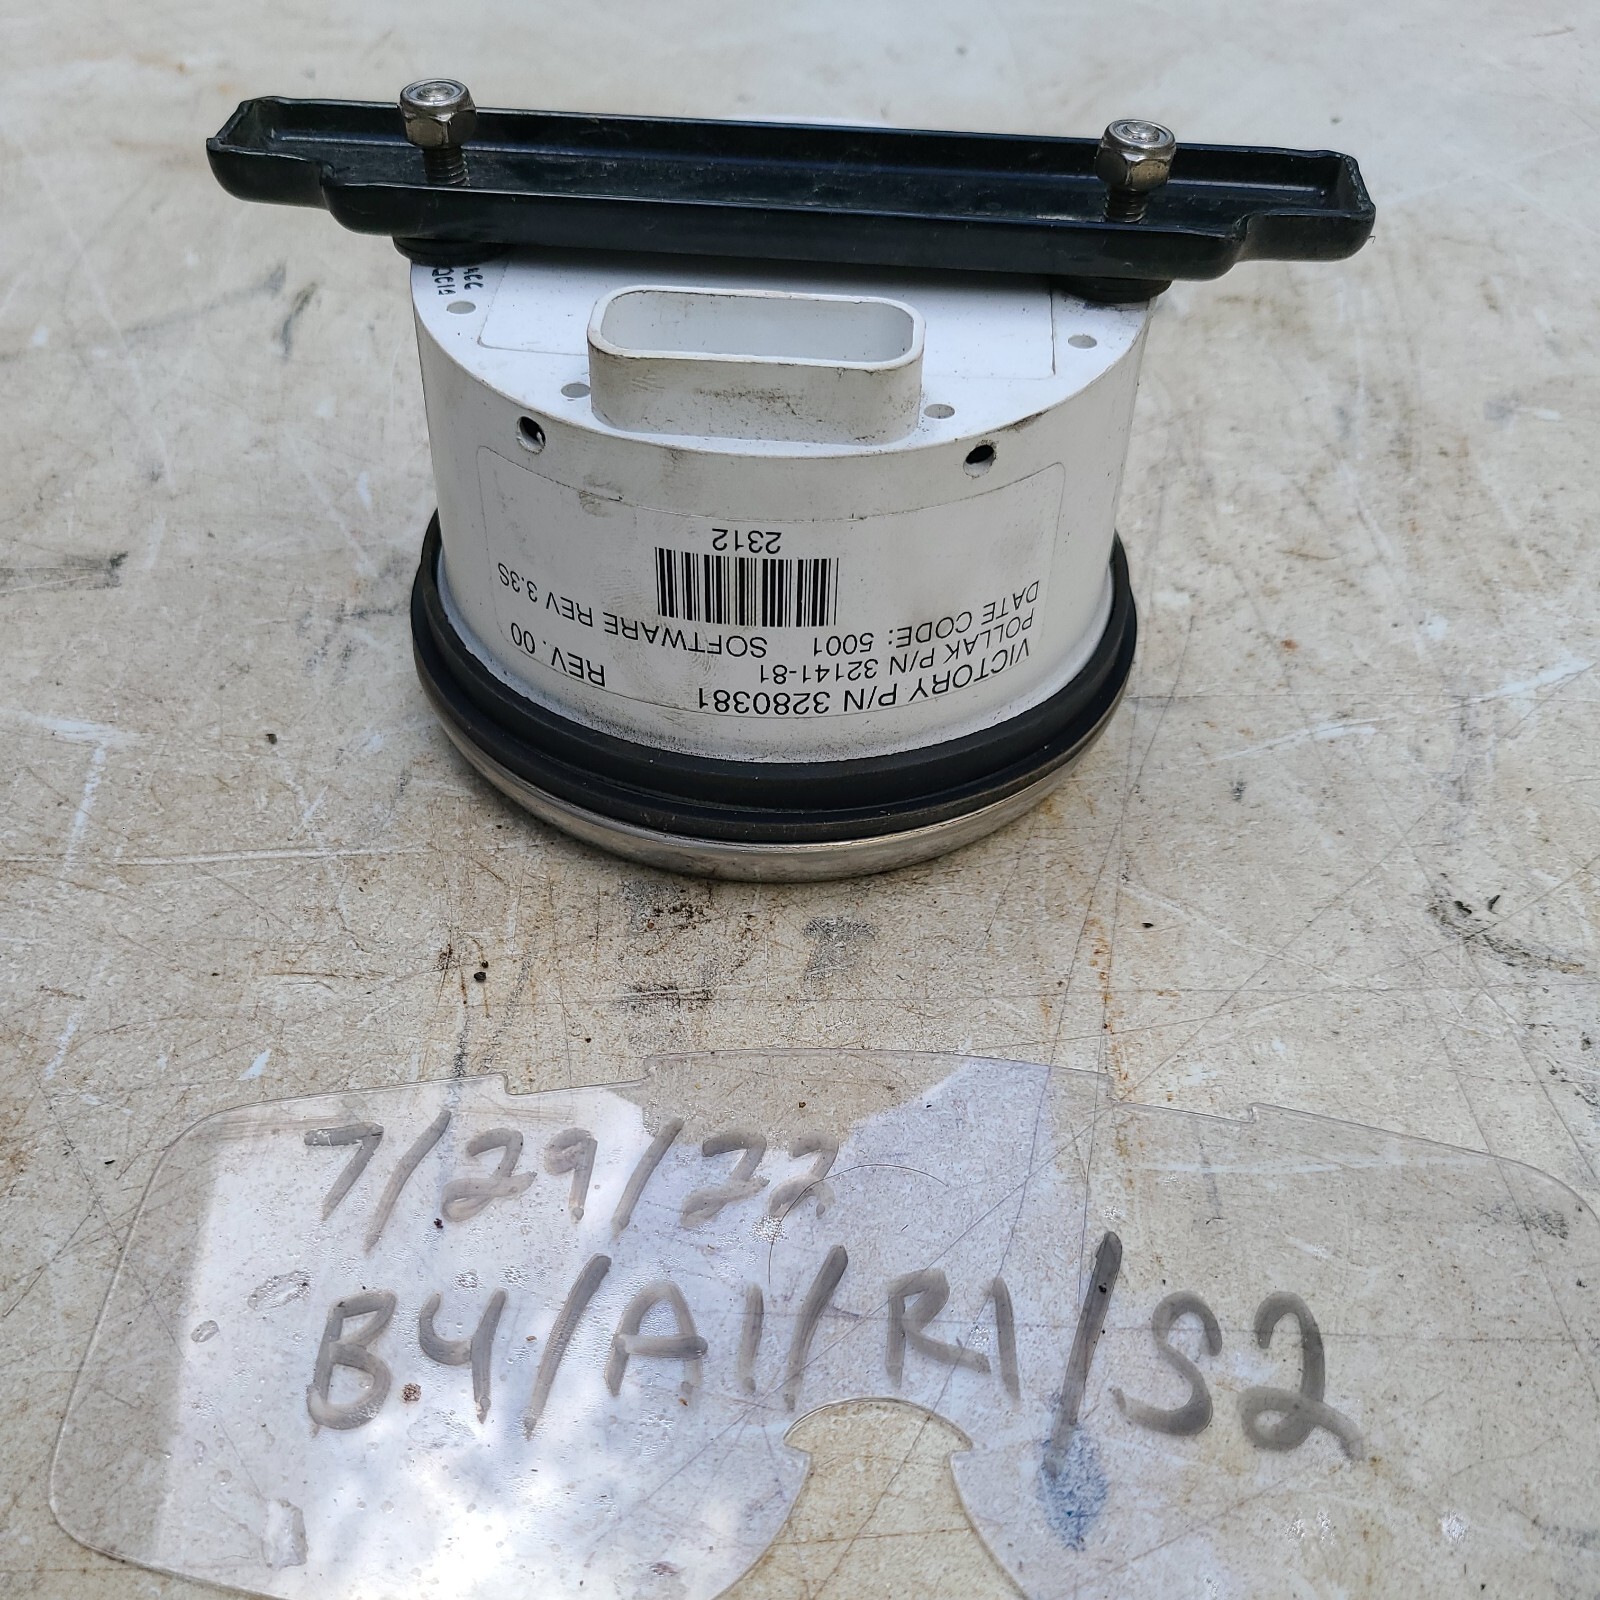 VICTORY P/N 3280381 REV. 00
POLLAK P/N 32141-81
DATE CODE: 5001 SOFTWARE REV 3.3S
2312
7/29/22
B4/A1/R1/S2